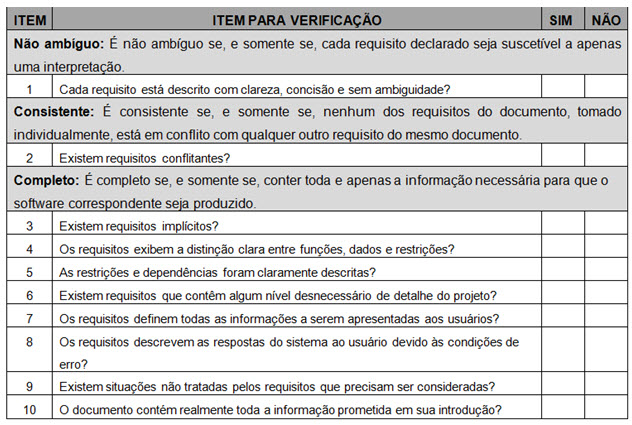 ITEM ITEM PARA VERIFICAÇÃO SIM NÃO
Não ambíguo: É não ambíguo se, e somente se, cada requisito declarado seja suscetível a apenas
uma interpretação.
1 Cada requisito está descrito com clareza, concisão e sem ambiguidade?
Consistente: É consistente se, e somente se, nenhum dos requisitos do documento, tomado
individualmente, está em conflito com qualquer outro requisito do mesmo documento.
2 Existem requisitos conflitantes?
Completo: É completo se, e somente se, conter toda e apenas a informação necessária para que o
software correspondente seja produzido.
3 Existem requisitos implícitos?
4 Os requisitos exibem a distinção clara entre funções, dados e restrições?
5 As restrições e dependências foram claramente descritas?
6 Existem requisitos que contêm algum nível desnecessário de detalhe do projeto?
7 Os requisitos definem todas as informações a serem apresentadas aos usuários?
8 Os requisitos descrevem as respostas do sistema ao usuário devido às condições de
erro?
9 Existem situações não tratadas pelos requisitos que precisam ser consideradas?
10 O documento contém realmente toda a informação prometida em sua introdução?